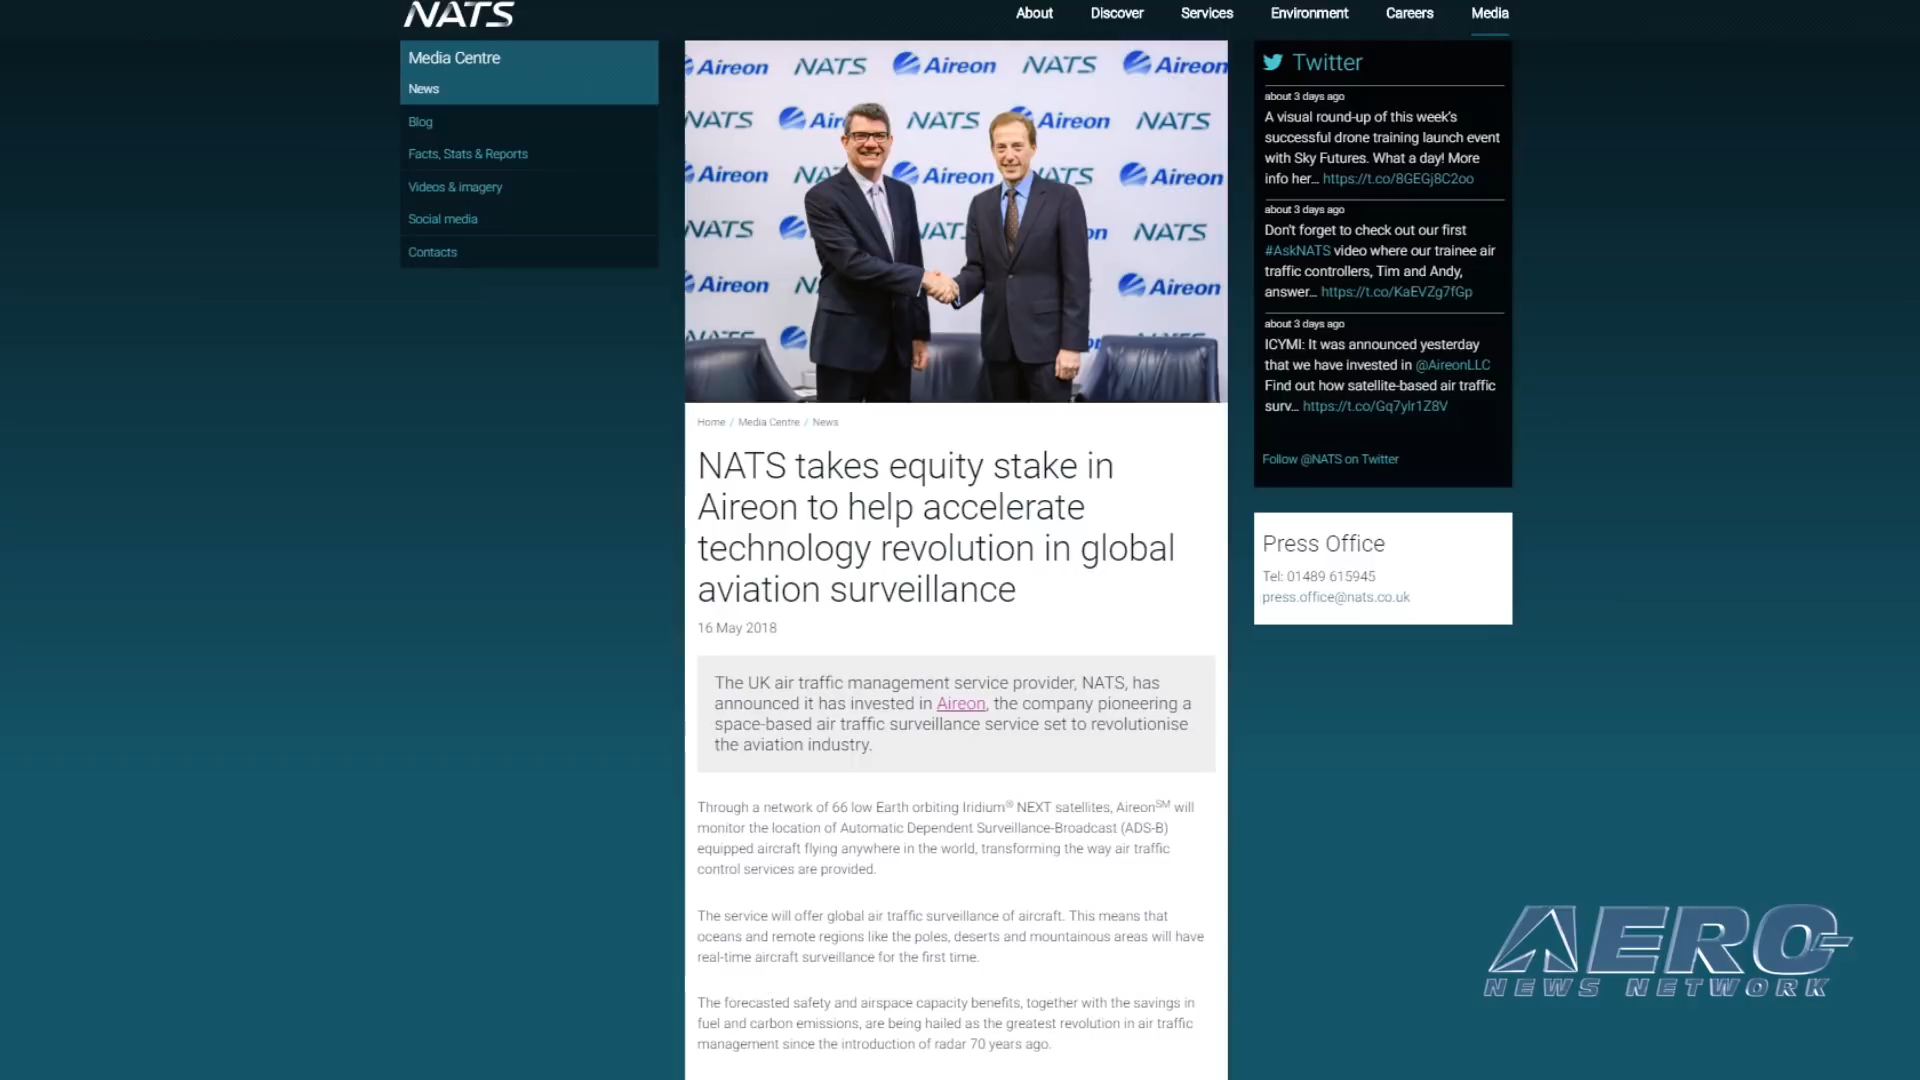 NATS
About Discover Services Environment Careers Media
Media Centre
News
Blog
Facts, Stats & Reports
Videos & imagery
Social media
Contacts
Aireon NATS Aireon NATS Aireon
NATS Air NATS Aireon NATS
Aireon NA Aireon NATS Aireon
NATS NAT on NATS
Aireon N Aireon
NATS on NATS
Home / Media Centre / News
NATS takes equity stake in
Aireon to help accelerate
technology revolution in global
aviation surveillance
16 May 2018
The UK air traffic management service provider, NATS, has
announced it has invested in Aireon, the company pioneering a
space-based air traffic surveillance service set to revolutionise
the aviation industry.
Through a network of 66 low Earth orbiting Iridium® NEXT satellites, Aireon℠ will
monitor the location of Automatic Dependent Surveillance-Broadcast (ADS-B)
equipped aircraft flying anywhere in the world, transforming the way air traffic
control services are provided.
The service will offer global air traffic surveillance of aircraft. This means that
oceans and remote regions like the poles, deserts and mountainous areas will have
real-time aircraft surveillance for the first time.
The forecasted safety and airspace capacity benefits, together with the savings in
fuel and carbon emissions, are being hailed as the greatest revolution in air traffic
management since the introduction of radar 70 years ago.
Twitter
about 3 days ago
A visual round-up of this week's
successful drone training launch event
with Sky Futures. What a day! More
info her... https://t.co/8GEGj8C2oo
about 3 days ago
Don't forget to check out our first
#AskNATS video where our trainee air
traffic controllers, Tim and Andy,
answer... https://t.co/KaEVZg7fGp
about 3 days ago
ICYMI: It was announced yesterday
that we have invested in @AireonLLC
Find out how satellite-based air traffic
surv... https://t.co/Gq7ylr1Z8V
Follow @NATS on Twitter
Press Office
Tel: 01489 615945
press.office@nats.co.uk
AERO-
NEWS NETWORK